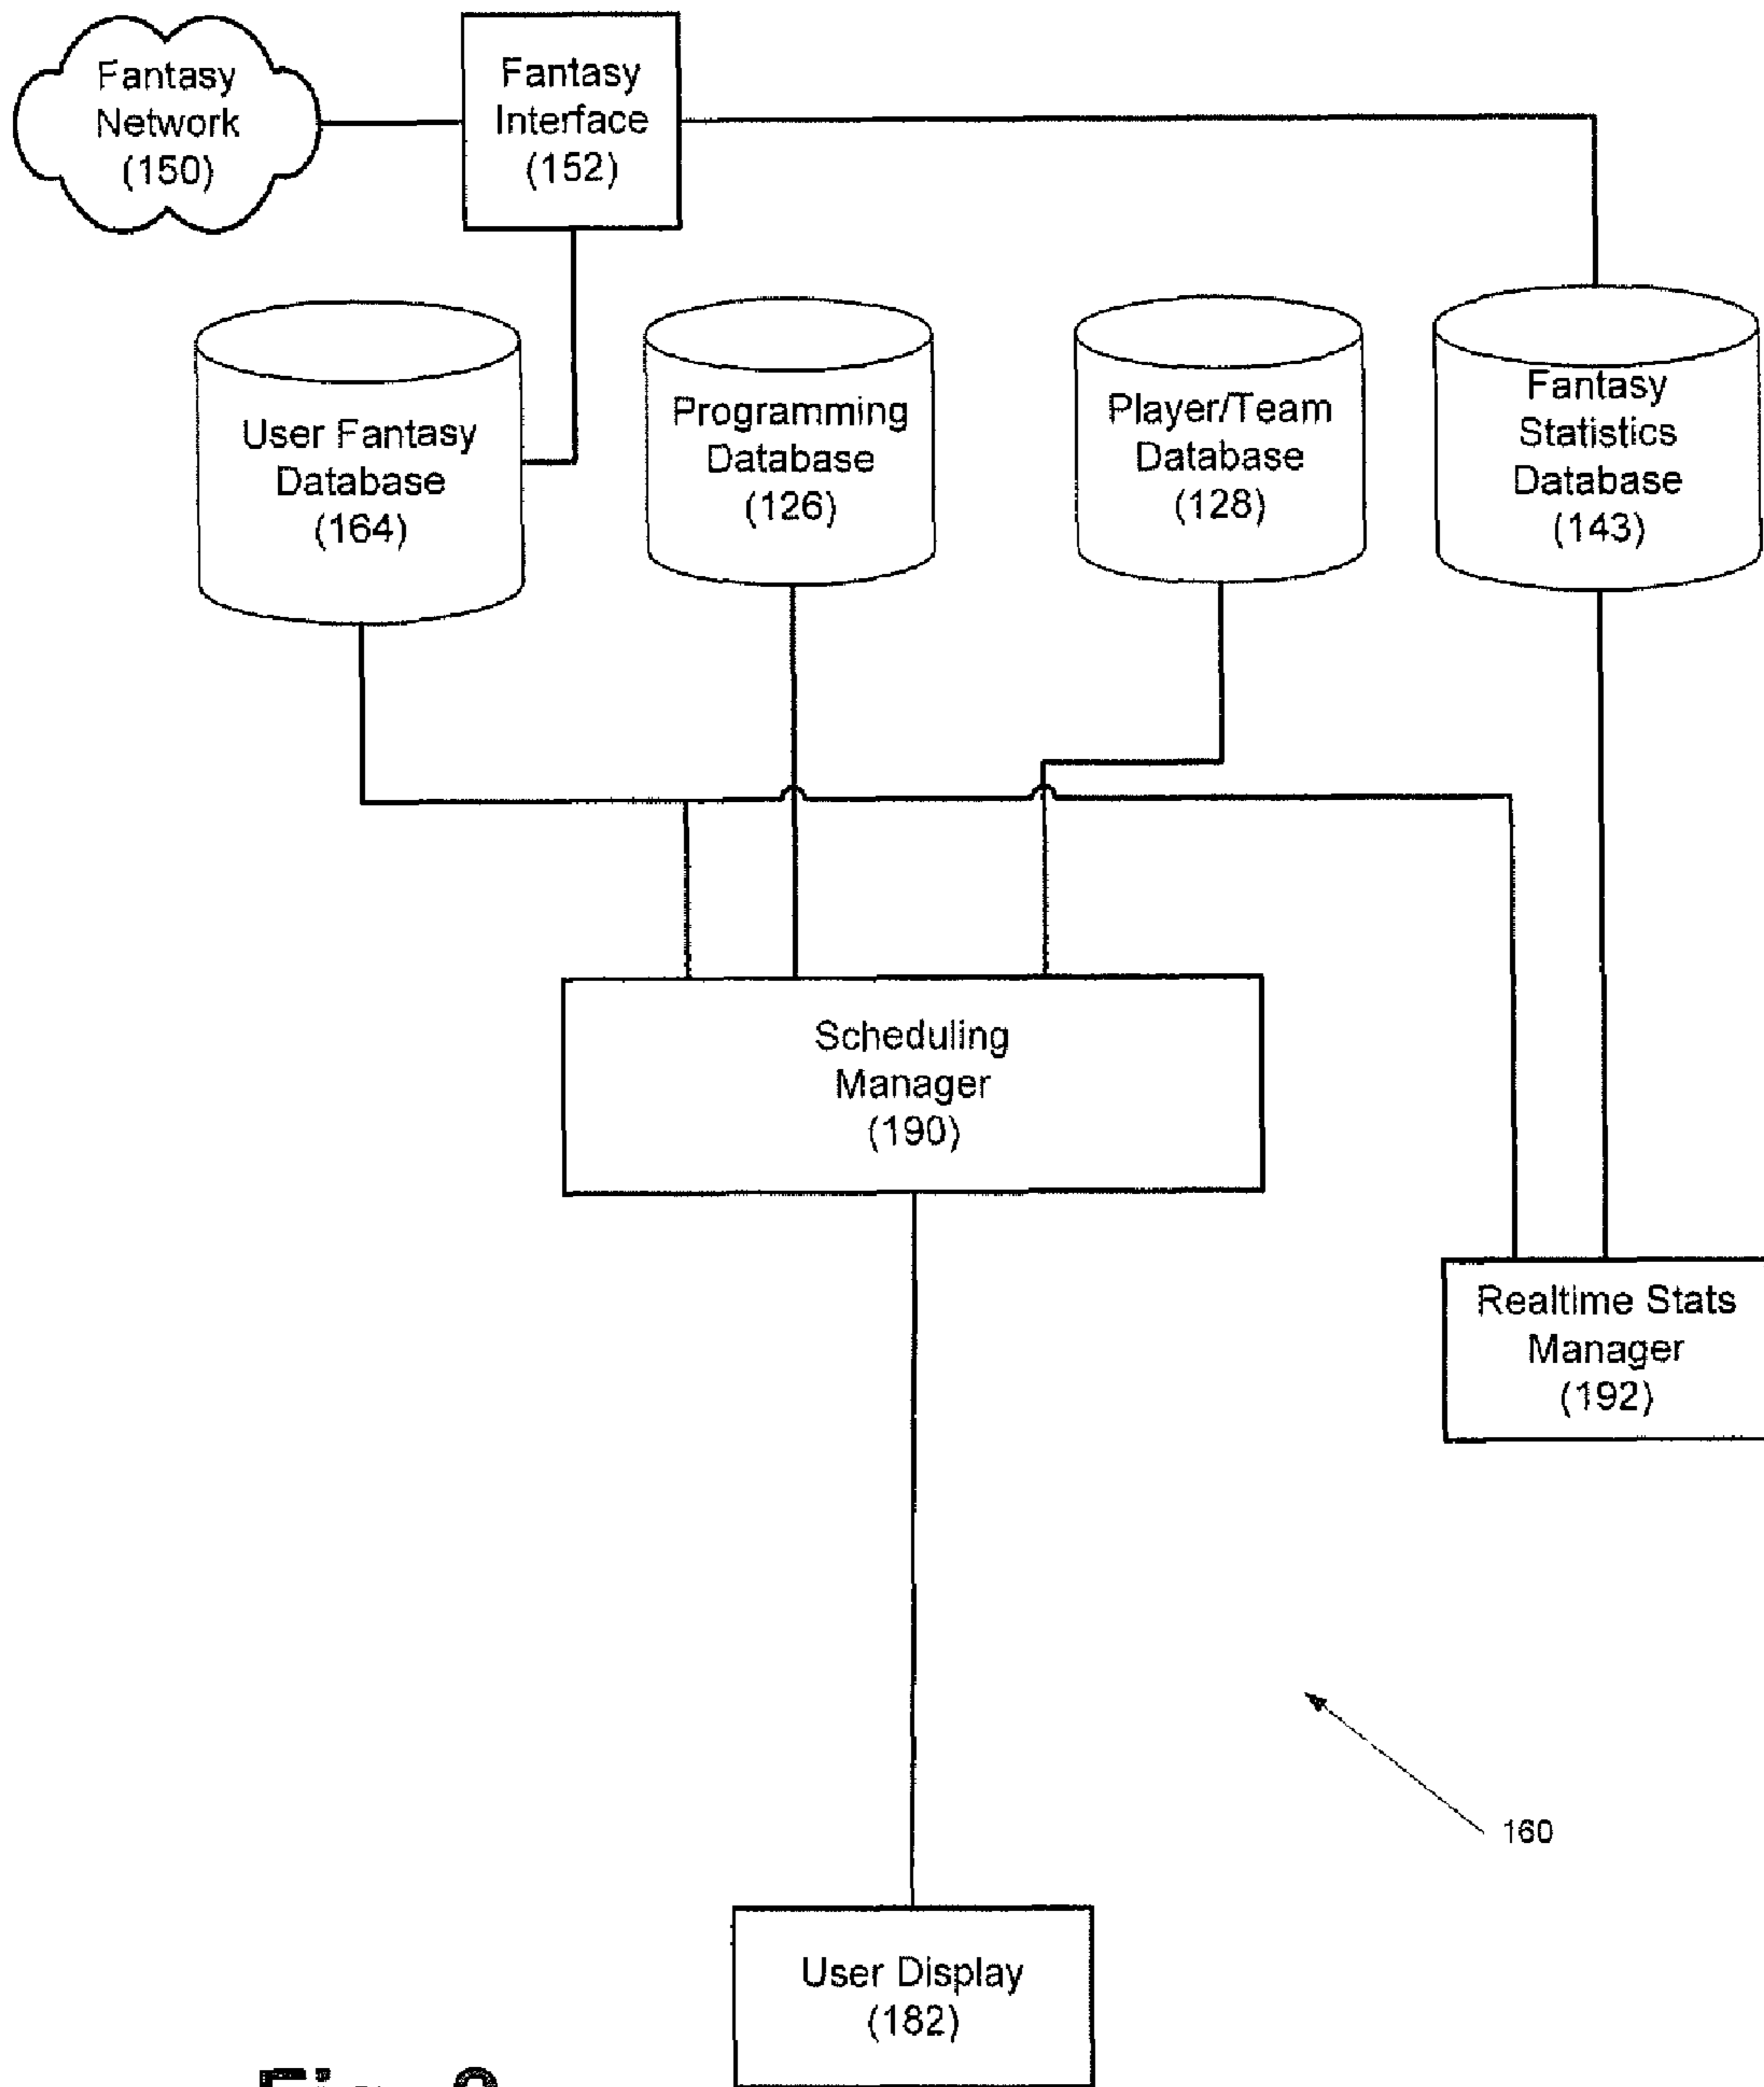 Fantasy
Network
(150)
Fantasy
Interface
(152)
User Fantasy
Database
(164)
Programming
Database
(126)
Player/Team
Database
(128)
Fantasy
Statistics
Database
(143)
Scheduling
Manager
(190)
Realtime Stats
Manager
(192)
160
User Display
(182)